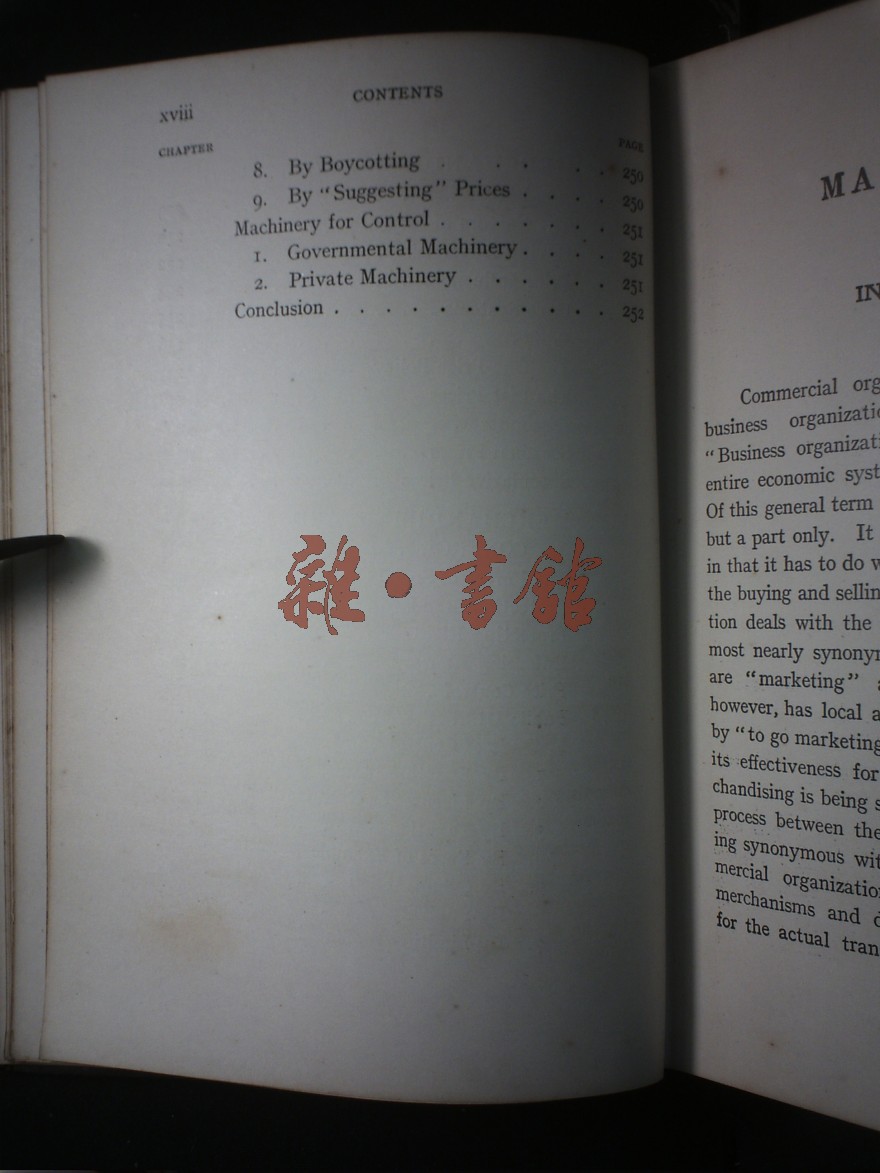 xviii
CONTENTS
CHAPTER
PAGE
8. By Boycotting . . . . . 250
9. By “Suggesting” Prices . . . . 250
Machinery for Control . . . . . . . 251
1. Governmental Machinery . . . . 251
2. Private Machinery . . . . . . 251
Conclusion . . . . . . . . . . . 252
雜·書館
MA
IN
Commercial org
business organizati
“Business organizat
entire economic syst
Of this general term
but a part only. It
in that it has to do w
the buying and sellin
tion deals with the
most nearly synonym
are “marketing” a
however, has local a
by “to go marketing
its effectiveness for
chandising is being s
process between the
ing synonymous wit
mercial organizatio
merchanisms and d
for the actual tran